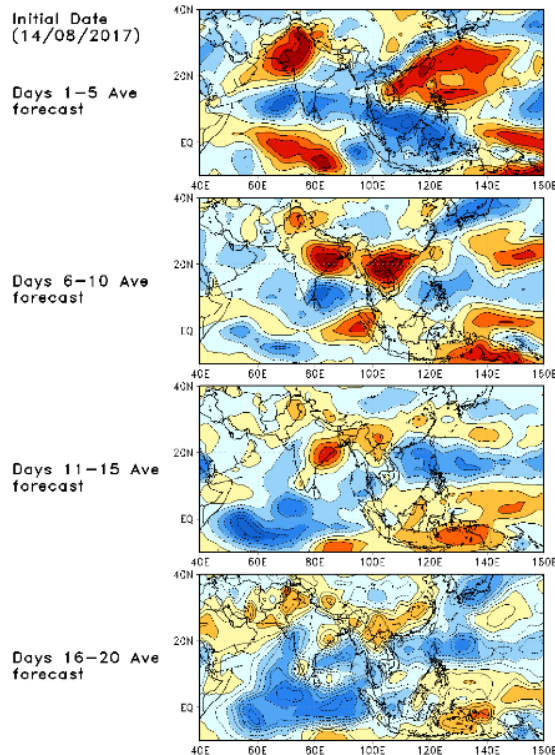 Initial Date
(14/08/2017)
Days 1-5 Ave
forecast
40N
20N
EQ
40E
60E
80E
100E
120E
140E
160E
Days 6-10 Ave
forecast
40N
20N
EQ
40E
60E
80E
100E
120E
140E
160E
Days 11-15 Ave
forecast
40N
20N
EQ
40E
60E
80E
100E
120E
140E
160E
Days 16-20 Ave
forecast
40N
20N
EQ
40E
60E
80E
100E
120E
140E
160E